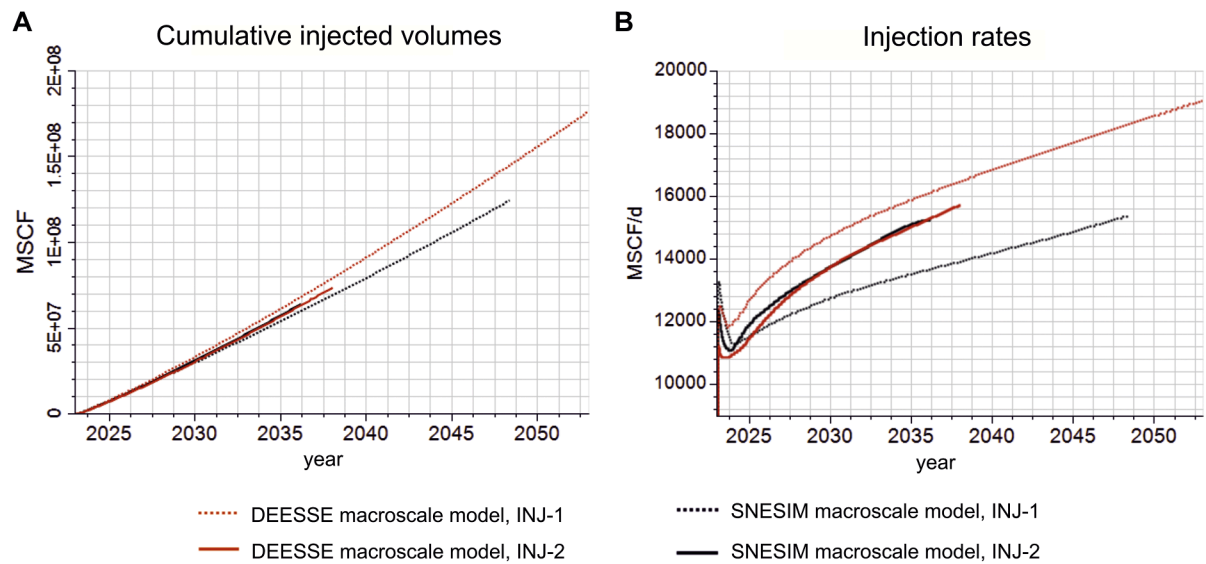 A
Cumulative injected volumes
2E+08
1.5E+08
1E+08
5E+07
0
MSCF
2025 2030 2035 2040 2045 2050
year
B
Injection rates
20000
18000
16000
14000
12000
10000
MSCF/d
2025 2030 2035 2040 2045 2050
year
DEESSE macroscale model, INJ-1
DEESSE macroscale model, INJ-2
SNESIM macroscale model, INJ-1
SNESIM macroscale model, INJ-2